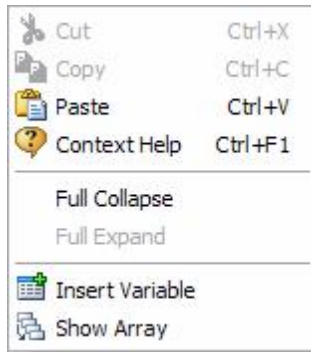 Cut Ctrl+X
Copy Ctrl+C
Paste Ctrl+V
Context Help Ctrl+F1
Full Collapse
Full Expand
Insert Variable
Show Array